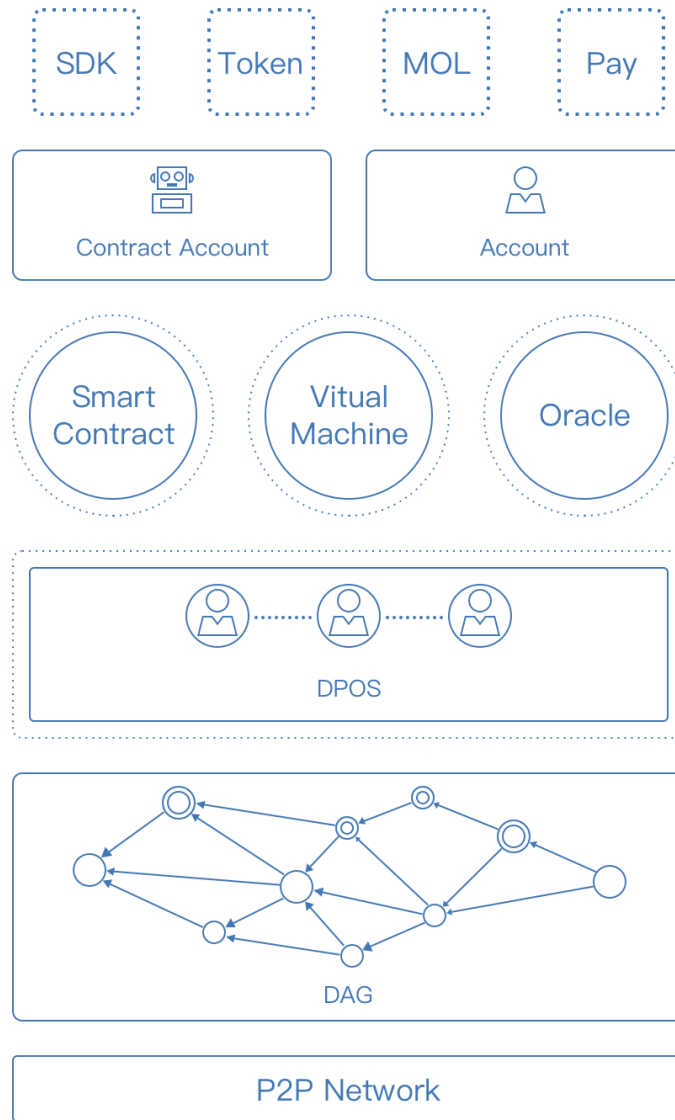 SDK
Token
MOL
Pay
Contract Account
Account
Smart
Contract
Vitual
Machine
Oracle
DPOS
DAG
P2P Network